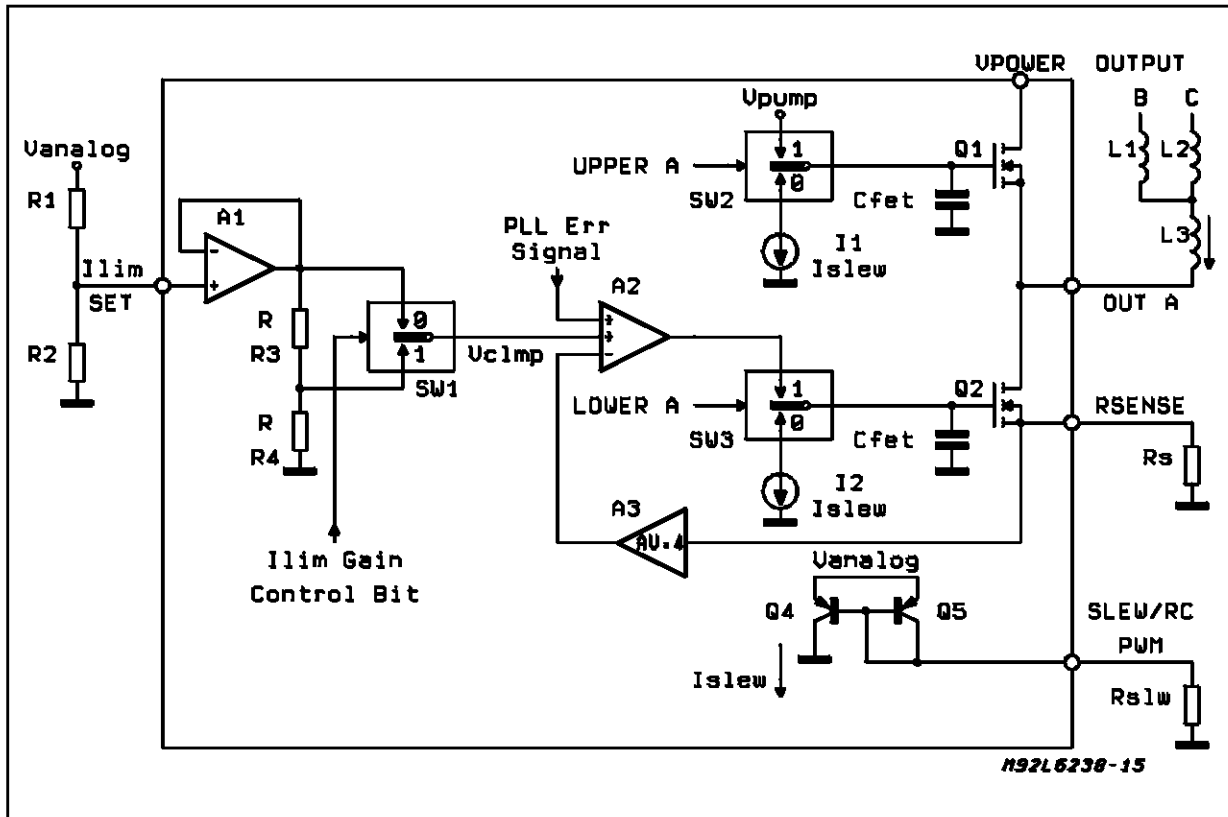 VPOWER OUTPUT
B C
Vpump
Vanalog
Q1
L1 L2
1
UPPER A
0
R1
A1
SW2
Cfet
PLL Err
Signal
I1
Islew
L3
-
Ilim
+
SET
A2
OUT A
R
R3
0
1
+
+
-
R2
Vclmp
SW1
1
0
Q2
LOWER A
RSENSE
R
R4
SW3
Cfet
Rs
I2
Islew
A3
AV.4
Ilim Gain
Control Bit
Vanalog
Q4
Q5
SLEW/RC
PWM
Islew
Rslw
M92L6238-15